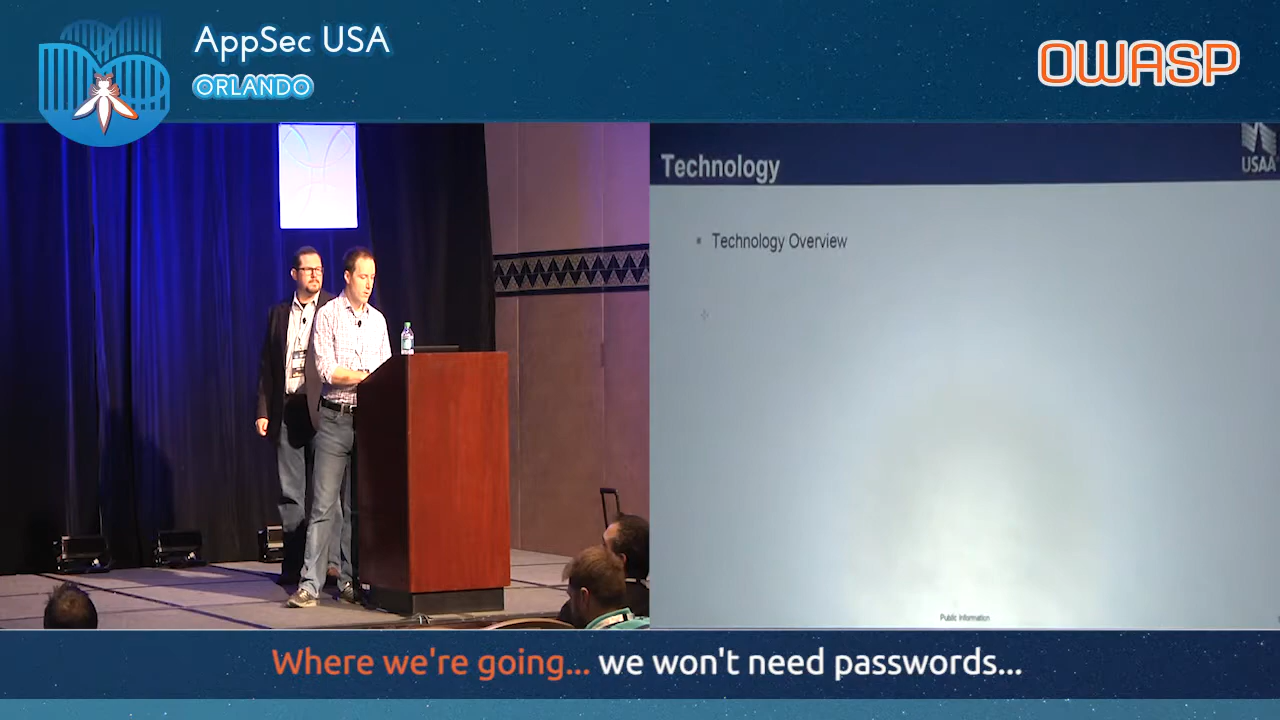 AppSec USA
ORLANDO
OWASP
Technology
USAA
Technology Overview
Public Information
Where we're going... we won't need passwords...